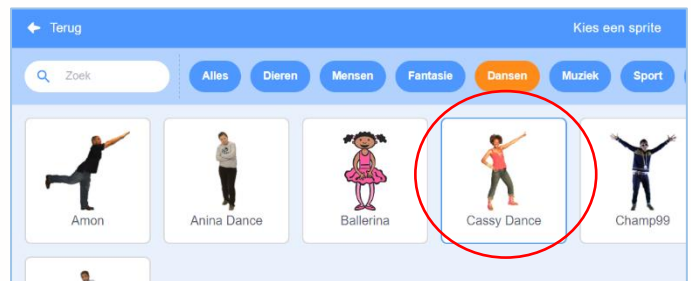 Terug
Kies een sprite
Zoek
Alles
Dieren
Mensen
Fantasie
Dansen
Muziek
Sport
Amon
Anina Dance
Ballerina
Cassy Dance
Champ99